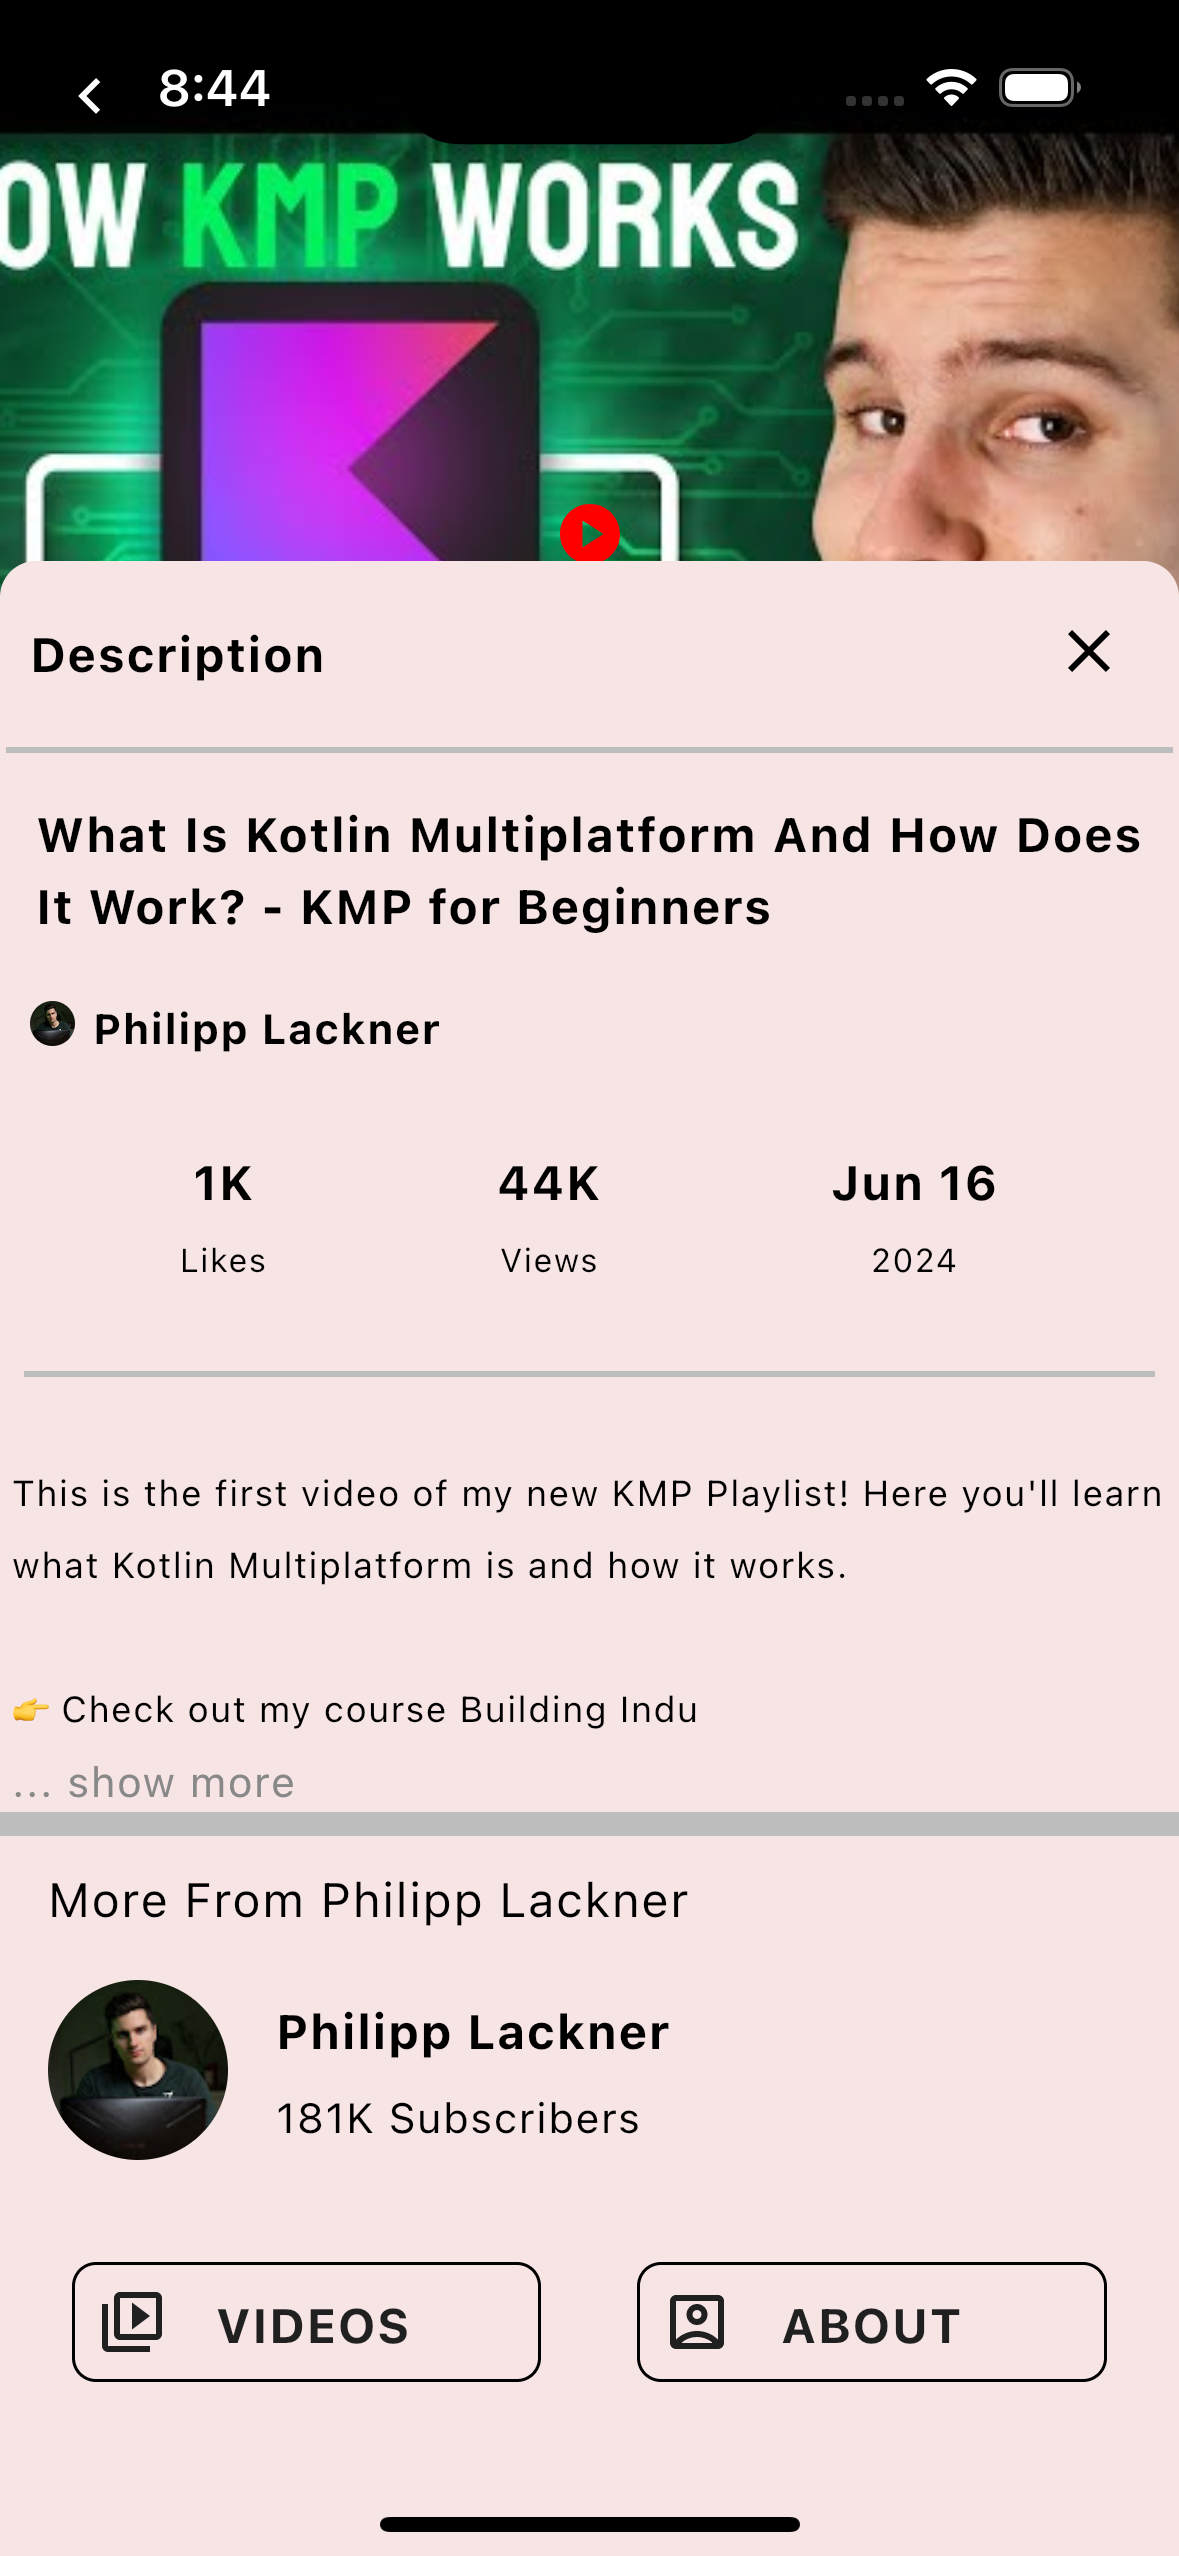 8:44
OW KMP WORKS
Description
What Is Kotlin Multiplatform And How Does
It Work? - KMP for Beginners
Philipp Lackner
1K 44K Jun 16
Likes Views 2024
This is the first video of my new KMP Playlist! Here you'll learn
what Kotlin Multiplatform is and how it works.
👉 Check out my course Building Indu
... show more
More From Philipp Lackner
Philipp Lackner
181K Subscribers
VIDEOS ABOUT